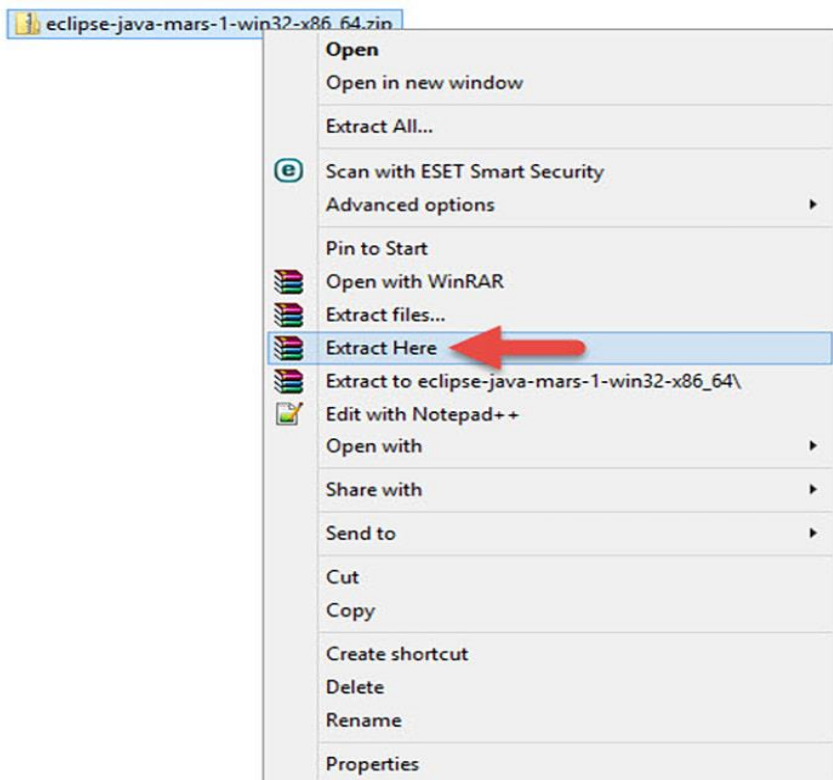 eclipse-java-mars-1-win32-x86_64.zip
Open
Open in new window
Extract All...
Scan with ESET Smart Security
Advanced options
Pin to Start
Open with WinRAR
Extract files...
Extract Here
Extract to eclipse-java-mars-1-win32-x86_64\
Edit with Notepad++
Open with
Share with
Send to
Cut
Copy
Create shortcut
Delete
Rename
Properties